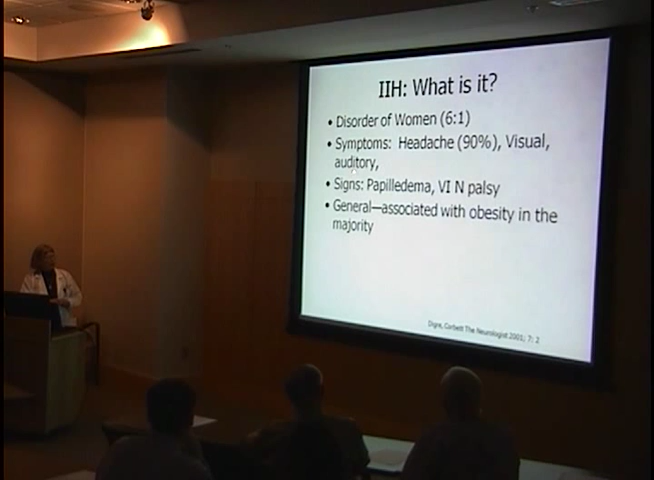 IIH: What is it?
• Disorder of Women (6:1)
• Symptoms: Headache (90%), Visual,
auditory,
• Signs: Papilledema, VI N palsy
• General—associated with obesity in the
majority
Digre, Corbett The Neurologist 2001; 7: 2